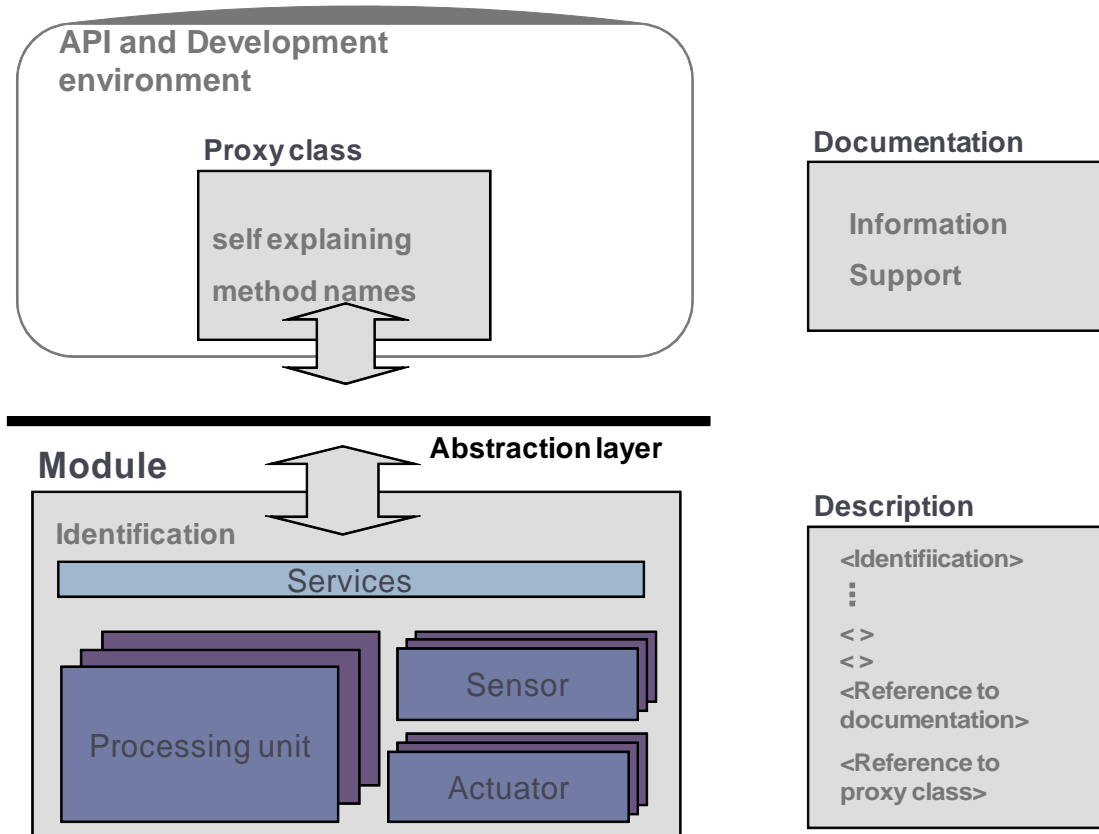 API and Development
environment
Proxy class
self explaining
method names
Documentation
Information
Support
Abstraction layer
Module
Identification
Services
Processing unit
Sensor
Actuator
Description
<Identifiication>
⋮
< >
< >
<Reference to
documentation>
<Reference to
proxy class>